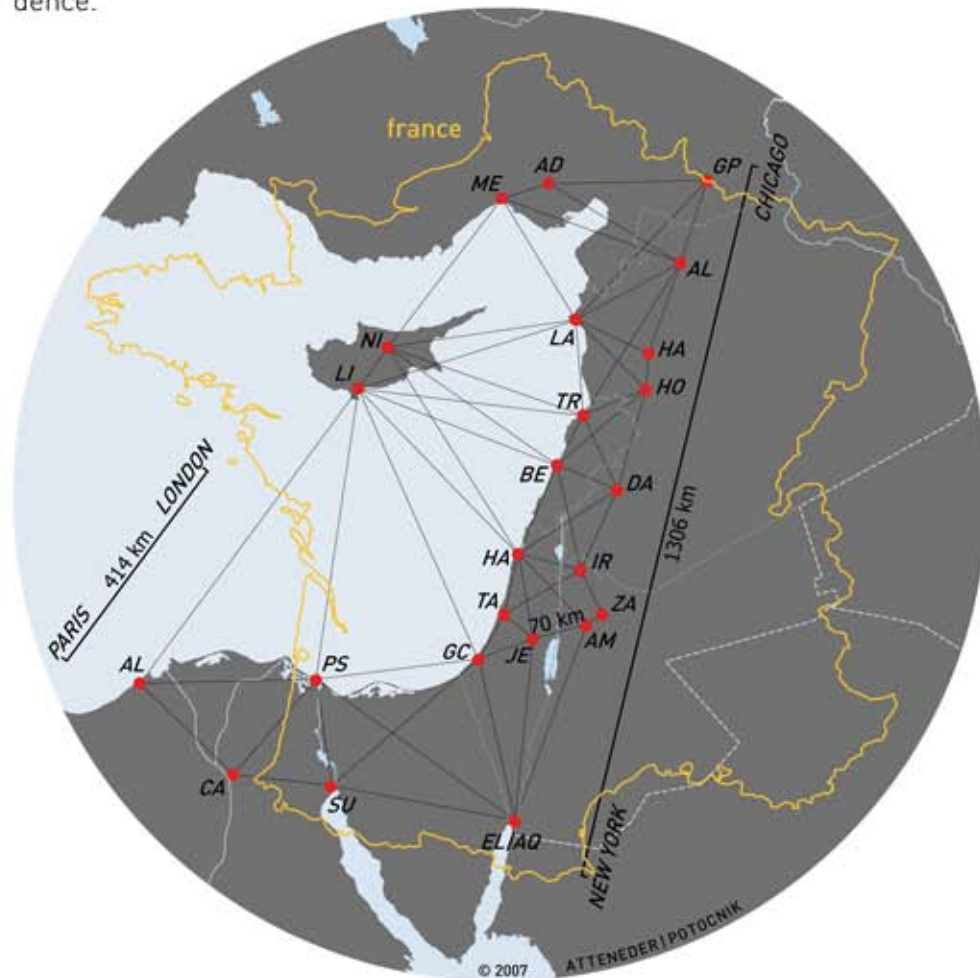 dence.
france
AD
GP
ME
CHICAGO
AL
LA
NI
HA
LI
HO
TR
LONDON
BE
DA
414 km
1306 km
HA
IR
PARIS
TA
ZA
70 km
AM
JE
GC
AL
PS
CA
SU
EL/AQ
NEW YORK
ATTENEDER|POTOCNIK
© 2007